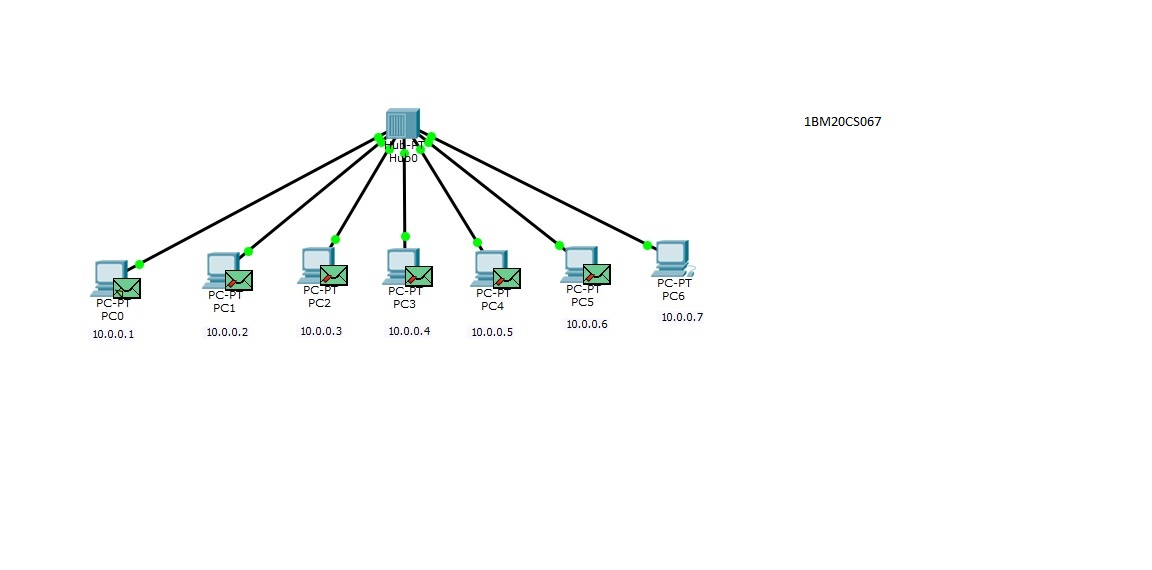 1BM20CS067
Hub-PT
Hub0
PC-PT
PC0
10.0.0.1
PC-PT
PC1
10.0.0.2
PC-PT
PC2
10.0.0.3
PC-PT
PC3
10.0.0.4
PC-PT
PC4
10.0.0.5
PC-PT
PC5
10.0.0.6
PC-PT
PC6
10.0.0.7